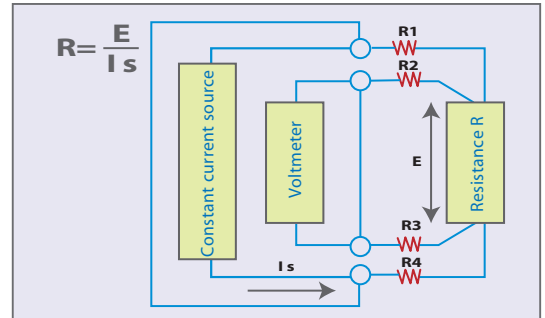 R= E
I s
R1
R2
Constant current source
Voltmeter
E
Resistance R
R3
I s
R4